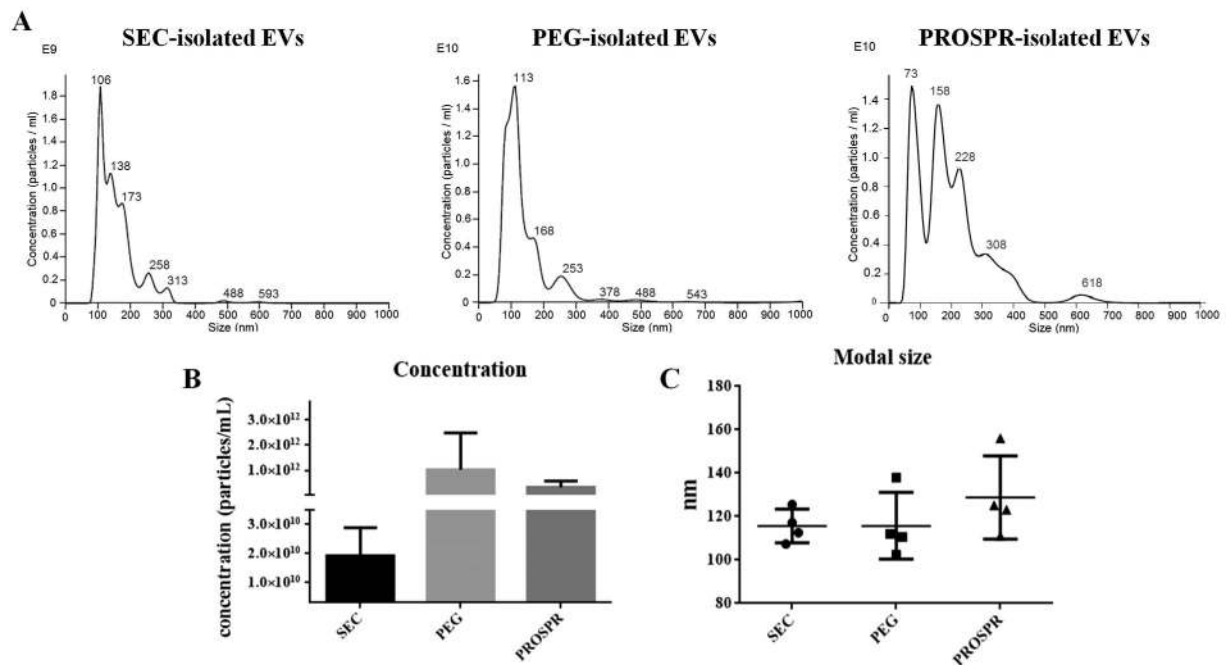 A
SEC-isolated EVs
E9
Concentration (particles / ml)
1.8
1.6
1.4
1.2
1.0
0.8
0.6
0.4
0.2
0
106
138
173
258
313
488
593
0 100 200 300 400 500 600 700 800 900 1000
Size (nm)
PEG-isolated EVs
E10
Concentration (particles / ml)
1.6
1.4
1.2
1.0
0.8
0.6
0.4
0.2
0
113
168
253
378
488
543
0 100 200 300 400 500 600 700 800 900 1000
Size (nm)
PROSPR-isolated EVs
E10
Concentration (particles / ml)
1.4
1.2
1.0
0.8
0.6
0.4
0.2
0
73
158
228
308
618
0 100 200 300 400 500 600 700 800 900 1000
Size (nm)
B
Concentration
concentration (particles/mL)
3.0×10¹²
2.0×10¹²
1.0×10¹²
3.0×10¹⁰
2.0×10¹⁰
1.0×10¹⁰
SEC
PEG
PROSPR
C
Modal size
nm
180
160
140
120
100
80
SEC
PEG
PROSPR